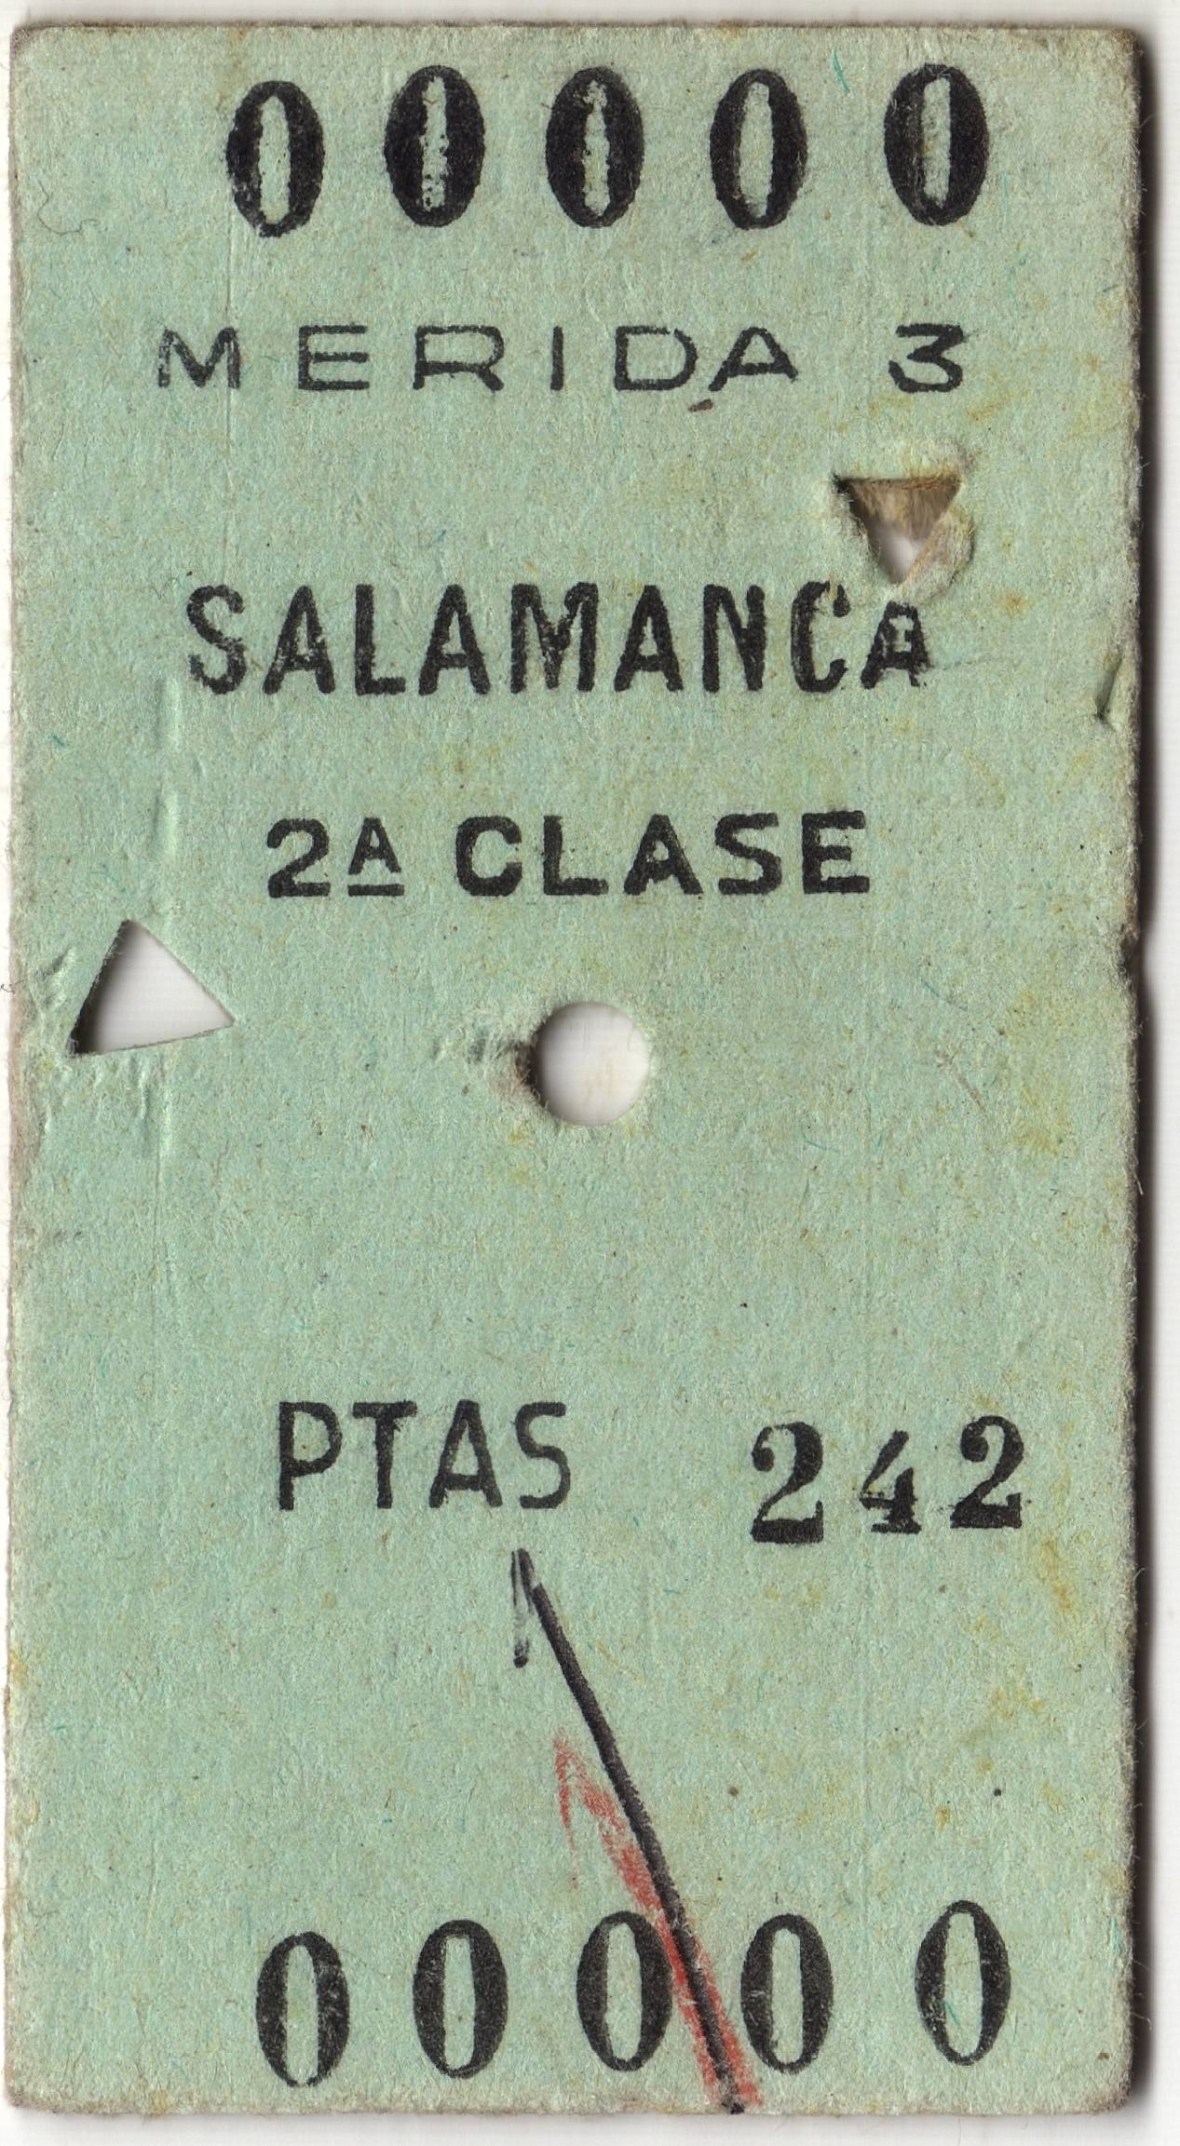 00000
MERIDA 3
SALAMANCA
2A CLASE
PTAS 242
00000